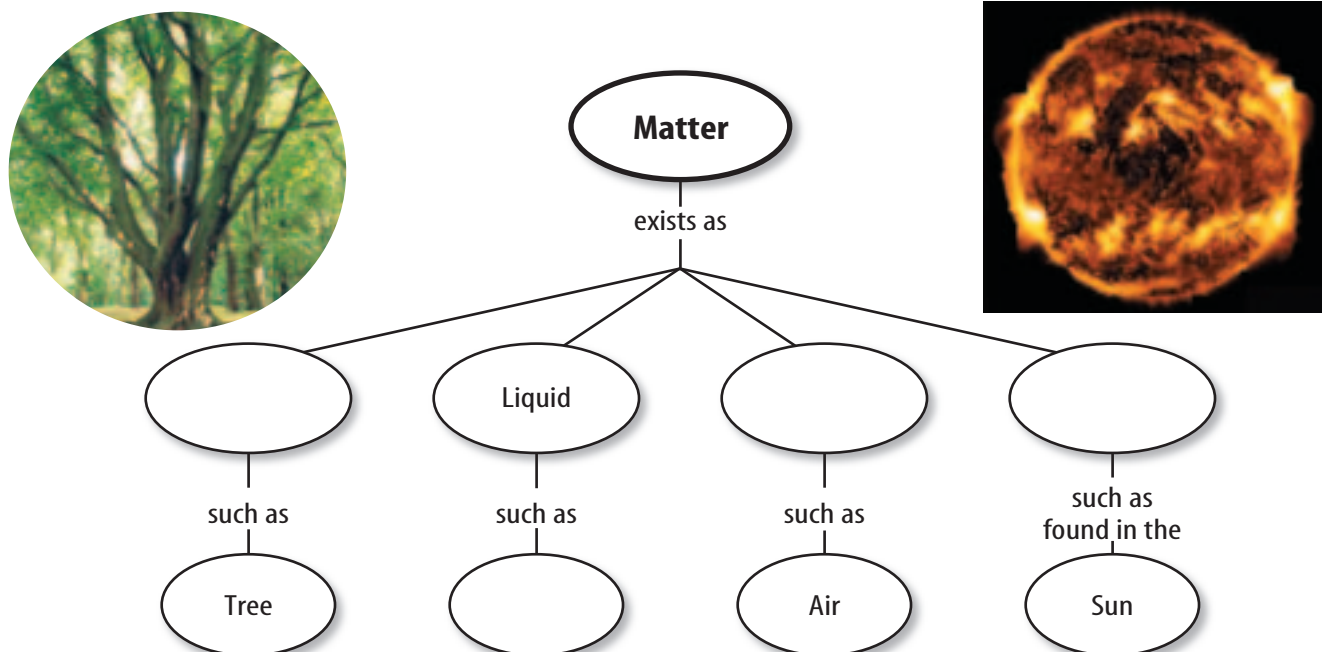 Matter
exists as
Liquid
such as
such as
such as
such as
found in the
Tree
Air
Sun